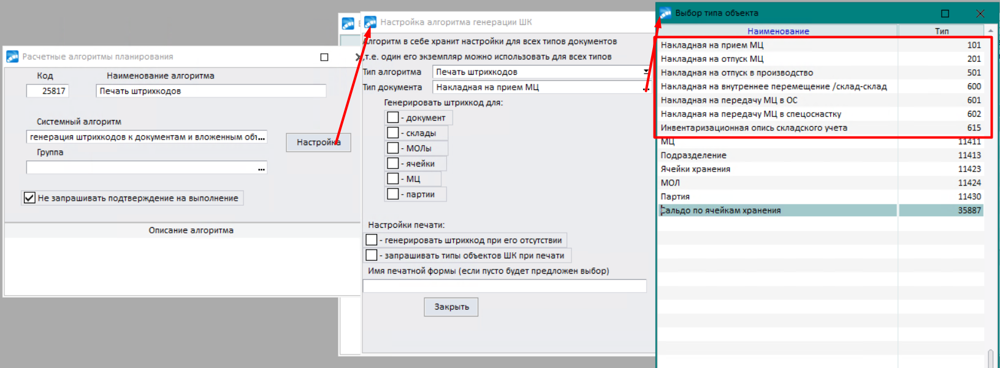 Расчетные алгоритмы планирования
Код
Наименование алгоритма
25817
Печать штрихкодов
Системный алгоритм
генерация штрихкодов к документам и вложенным объ...
Настройка
Группа
...
Не запрашивать подтверждение на выполнение
Описание алгоритма
Настройка алгоритма генерации ШК
Алгоритм в себе хранит настройки для всех типов документов
,т.е. один его экземпляр можно использовать для всех типов
Тип алгоритма
Печать штрихкодов
Тип документа
Накладная на прием МЦ
...
Генерировать штрихкод для:
- документ
- склады
- МОЛы
- ячейки
- МЦ
- партии
Настройки печати:
- генерировать штрихкод при его отсутствии
- запрашивать типы объектов ШК при печати
Имя печатной формы (если пусто будет предложен выбор)
Закрыть
Выбор типа объекта
Наименование Тип
Накладная на прием МЦ 101
Накладная на отпуск МЦ 201
Накладная на отпуск в производство 501
Накладная на внутреннее перемещение /склад-склад 600
Накладная на передачу МЦ в ОС 601
Накладная на передачу МЦ в спецоснастку 602
Инвентаризационная опись складского учета 615
МЦ 11411
Подразделение 11413
Ячейки хранения 11423
МОЛ 11424
Партия 11430
Сальдо по ячейкам хранения 35887